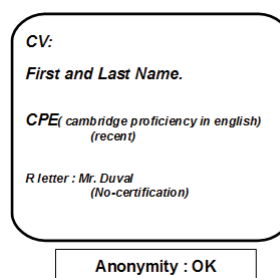 CV:
First and Last Name.
CPE( cambridge proficiency in english)
(recent)
R letter : Mr. Duval
(No-certification)
Anonymity : OK